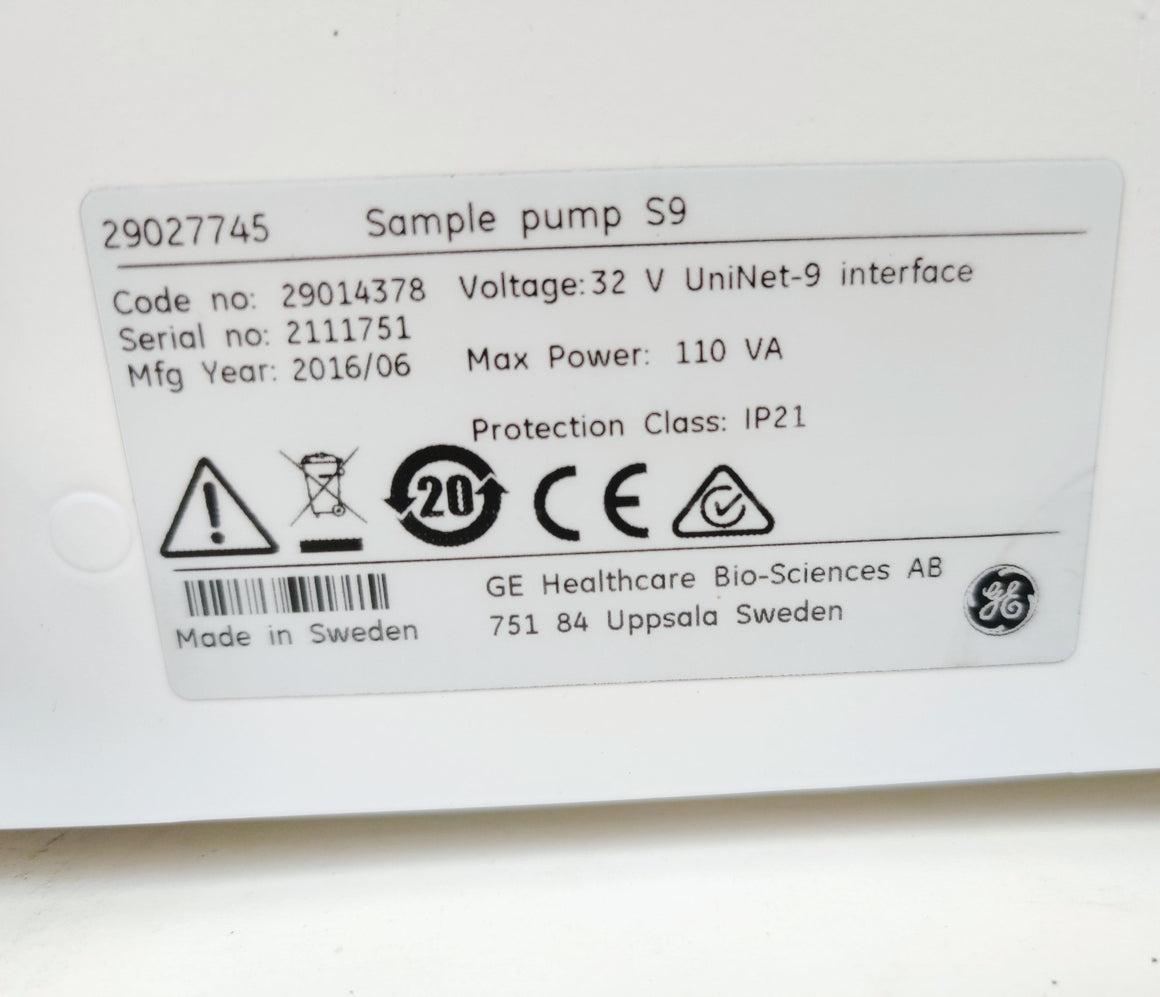 29027745 Sample pump S9
Code no: 29014378 Voltage:32 V UniNet-9 interface
Serial no: 2111751
Mfg Year: 2016/06 Max Power: 110 VA
Protection Class: IP21
20 CE
GE Healthcare Bio-Sciences AB
Made in Sweden 751 84 Uppsala Sweden
GE